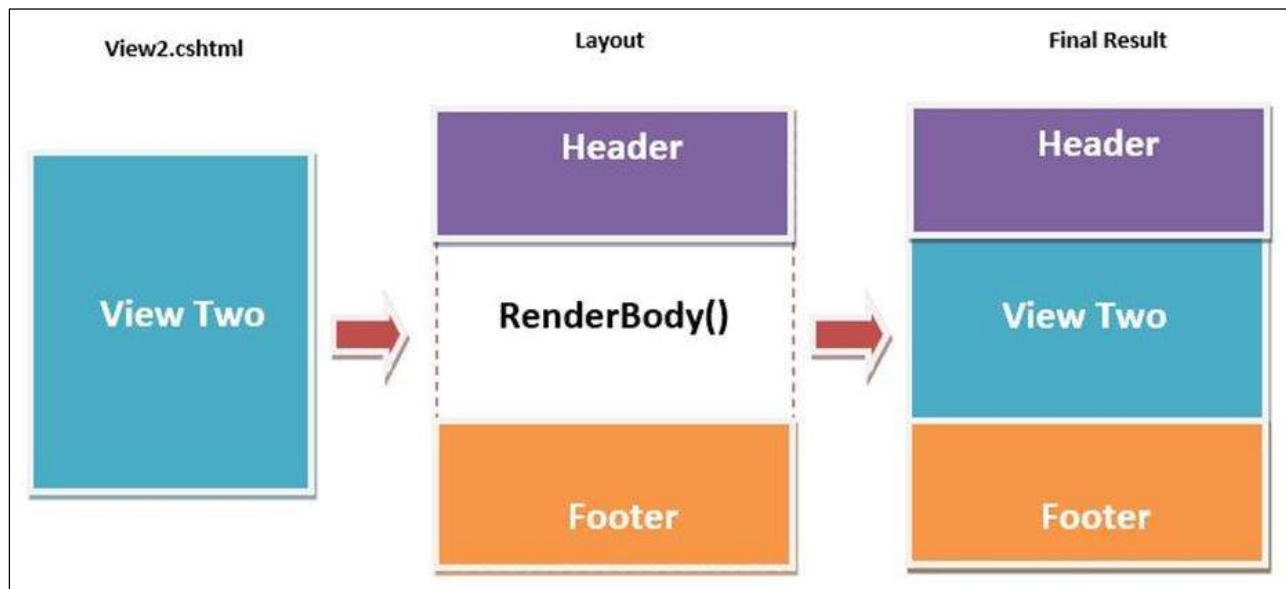 View2.cshtml
Layout
Final Result
View Two
Header
RenderBody()
Footer
Header
View Two
Footer